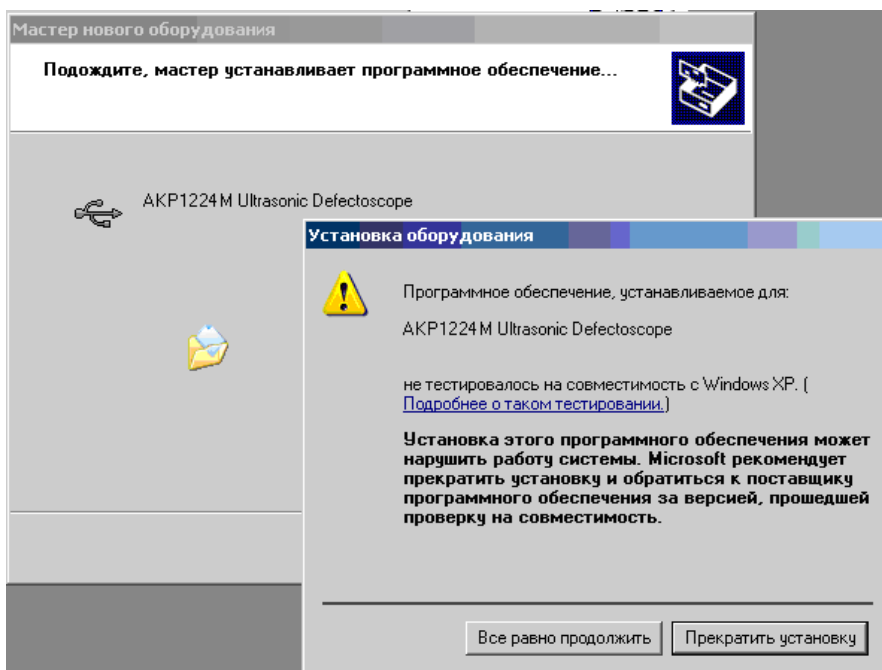 Мастер нового оборудования
Подождите, мастер устанавливает программное обеспечение...
AKP1224M Ultrasonic Defectoscope
Установка оборудования
Программное обеспечение, устанавливаемое для:
AKP1224M Ultrasonic Defectoscope
не тестировалось на совместимость с Windows XP. (
Подробнее о таком тестировании.)
Установка этого программного обеспечения может
нарушить работу системы. Microsoft рекомендует
прекратить установку и обратиться к поставщику
программного обеспечения за версией, прошедшей
проверку на совместимость.
Все равно продолжить
Прекратить установку